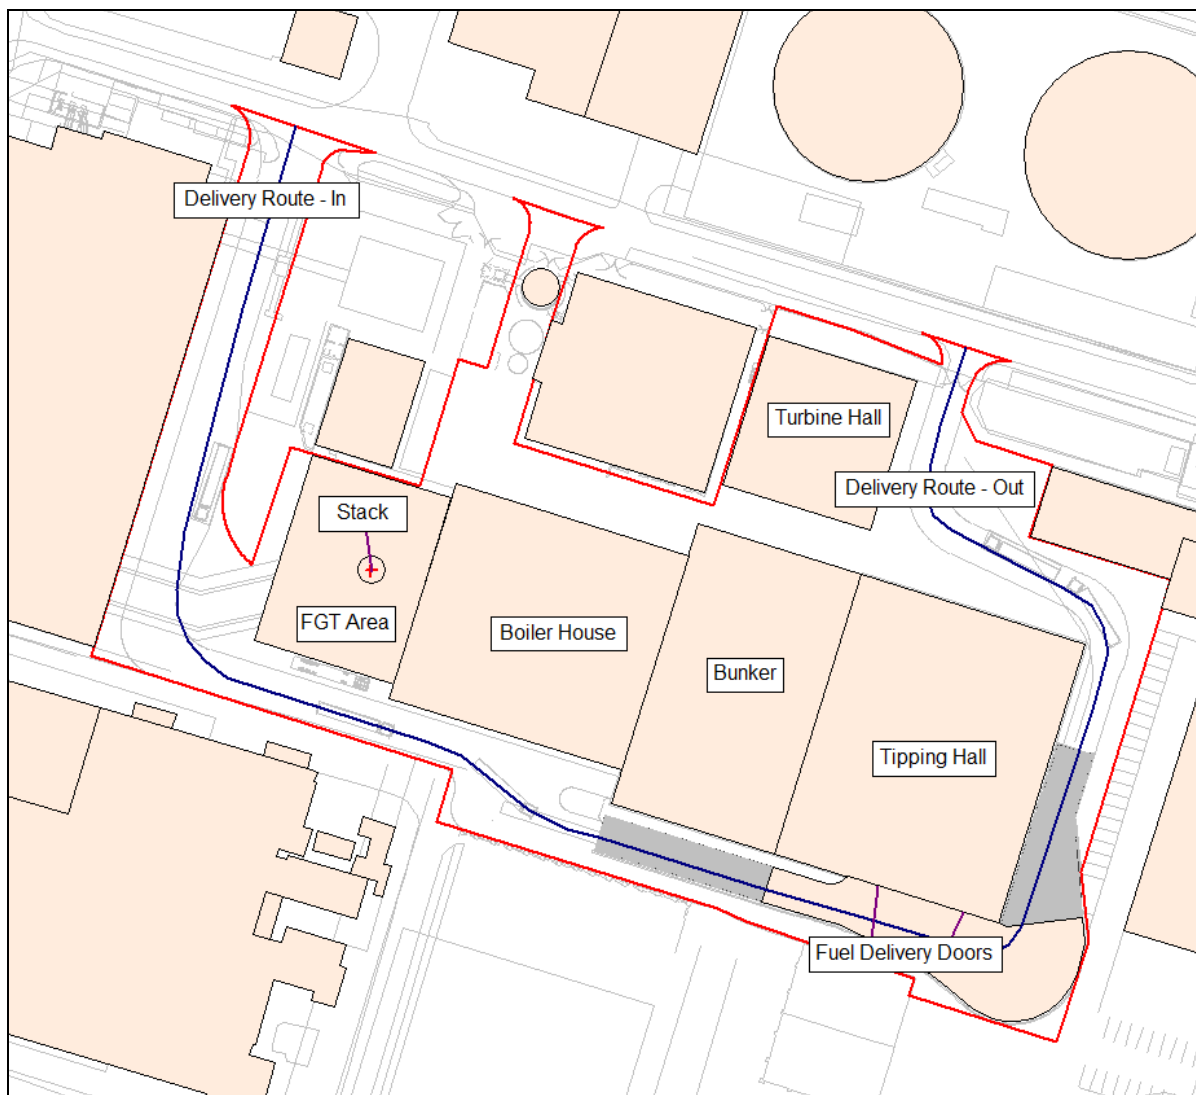 Delivery Route - In
Turbine Hall
Delivery Route - Out
Stack
FGT Area
Boiler House
Bunker
Tipping Hall
Fuel Delivery Doors